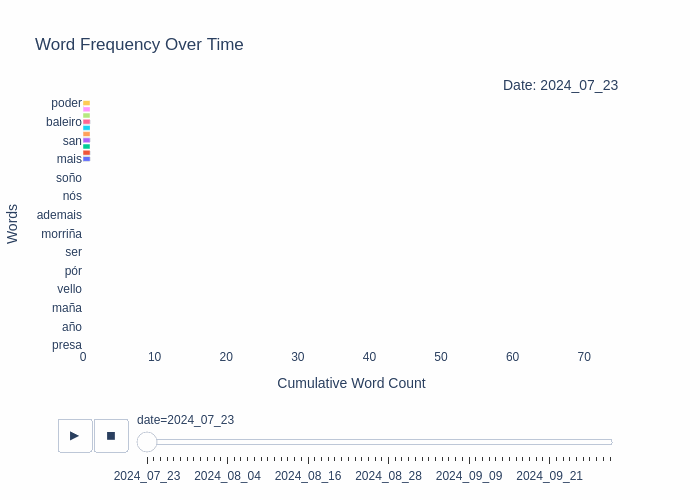 Word Frequency Over Time
Date: 2024_07_23
Words
poder
baleiro
san
mais
soño
nós
ademais
morriña
ser
pór
vello
maña
año
presa
0 10 20 30 40 50 60 70
Cumulative Word Count
date=2024_07_23
2024_07_23 2024_08_04 2024_08_16 2024_08_28 2024_09_09 2024_09_21